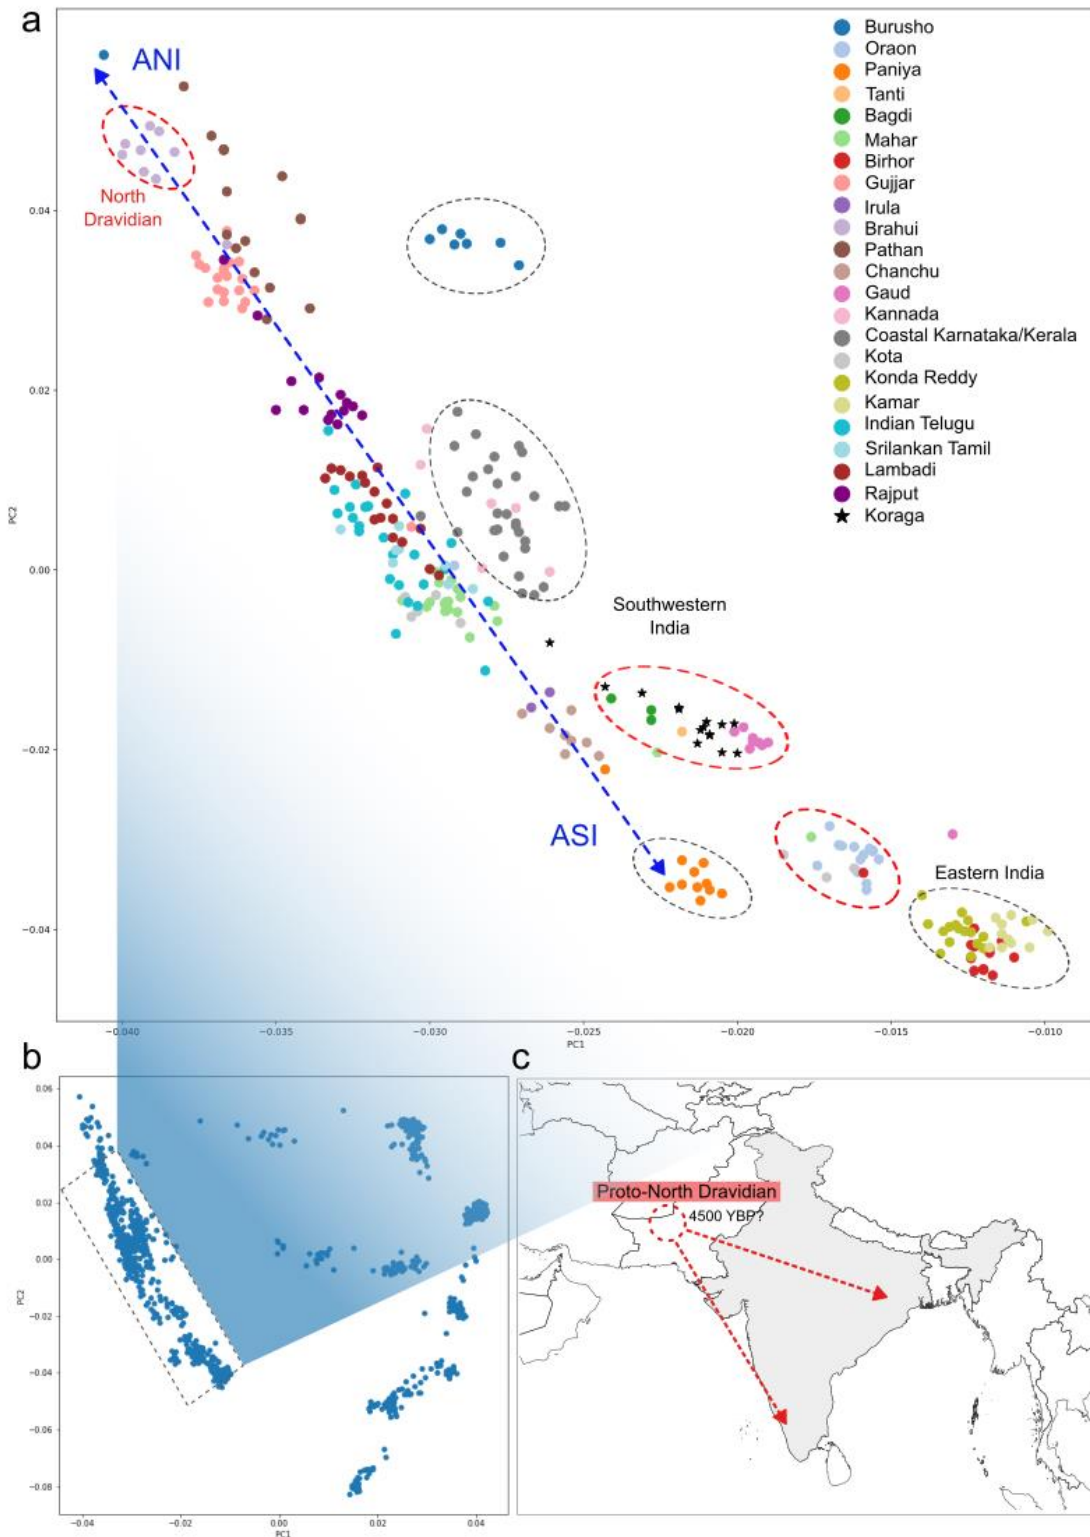 a
ANI
North
Dravidian
ASI
Southwestern
India
Eastern India
Burusho
Oraon
Paniya
Tanti
Bagdi
Mahar
Birhor
Gujjar
Irula
Brahui
Pathan
Chanchu
Gaud
Kannada
Coastal Karnataka/Kerala
Kota
Konda Reddy
Kamar
Indian Telugu
Srilankan Tamil
Lambadi
Rajput
Koraga
0.04
0.02
0.00
−0.02
−0.04
PC2
−0.040
−0.035
−0.030
−0.025
−0.020
−0.015
−0.010
PC1
b
0.06
0.04
0.02
0.00
−0.02
−0.04
−0.06
−0.08
PC2
−0.04
−0.02
0.00
0.02
0.04
PC1
c
Proto-North Dravidian
4500 YBP?